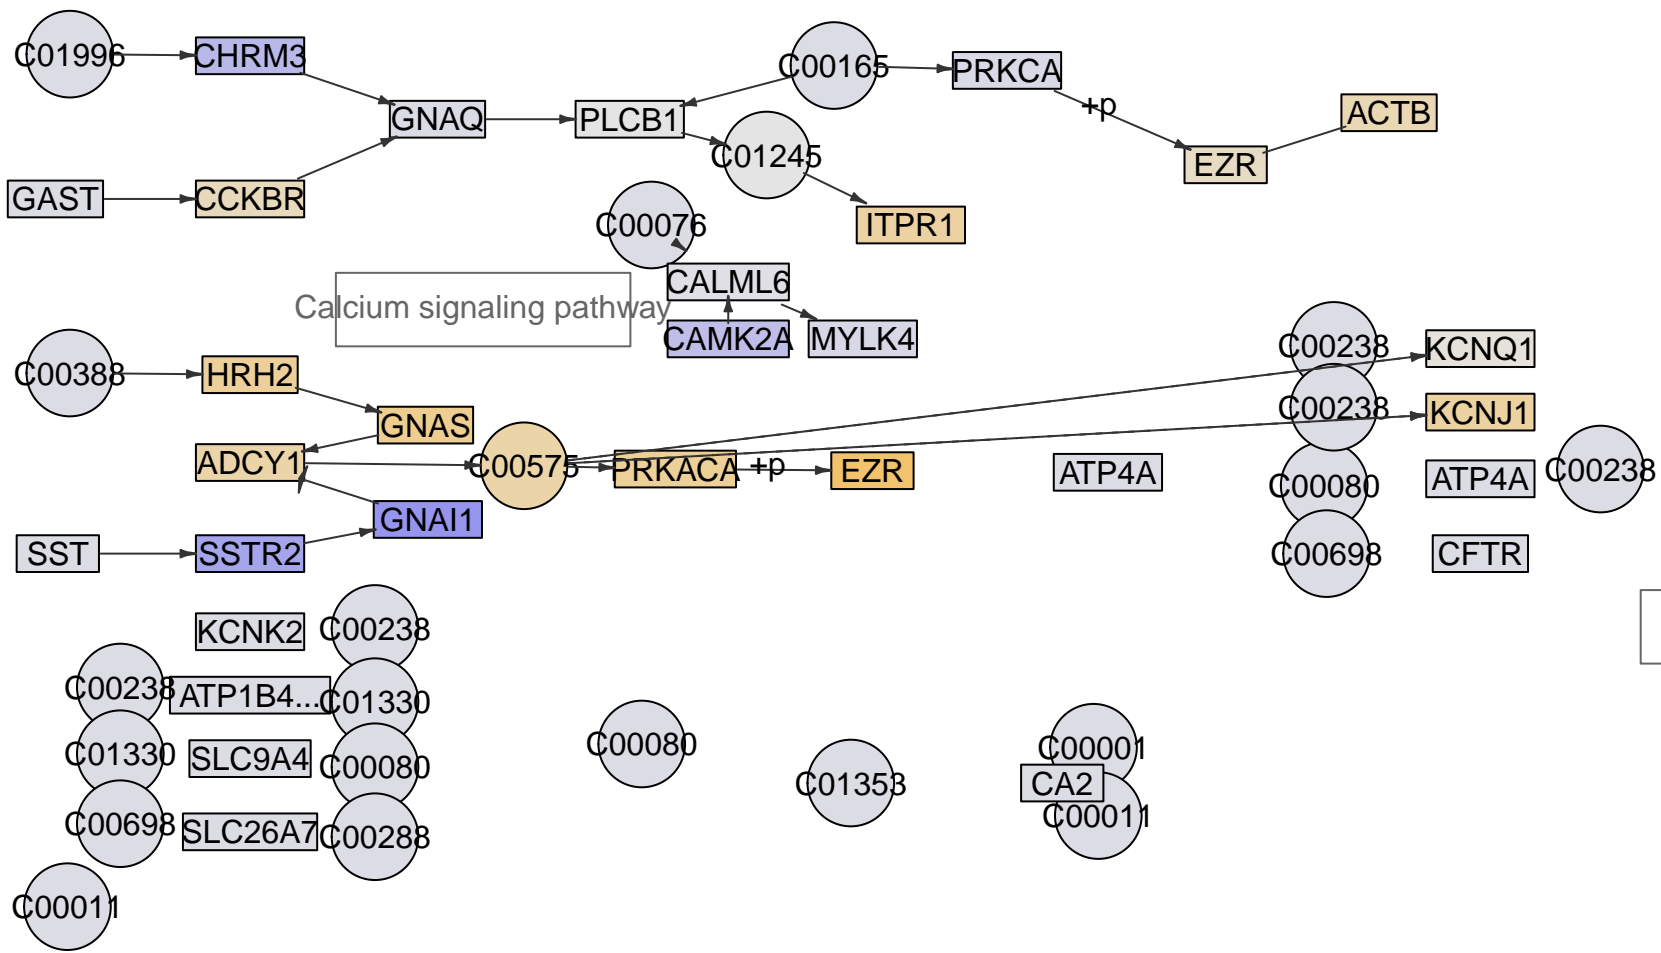 C01996
CHRM3
C00165
PRKCA
GNAQ
PLCB1
+p
ACTB
C01245
EZR
GAST
CCKBR
C00076
ITPR1
CALML6
Calcium signaling pathway
CAMK2A
MYLK4
C00238
KCNQ1
C00388
HRH2
C00238
KCNJ1
GNAS
ADCY1
C00575
PRKACA
+p
EZR
ATP4A
C00080
ATP4A
C00238
GNAI1
SST
SSTR2
C00698
CFTR
KCNK2
C00238
C00238
ATP1B4...
C01330
C01330
SLC9A4
C00080
C00080
C01353
C00001
CA2
C00011
C00698
SLC26A7
C00288
C00011